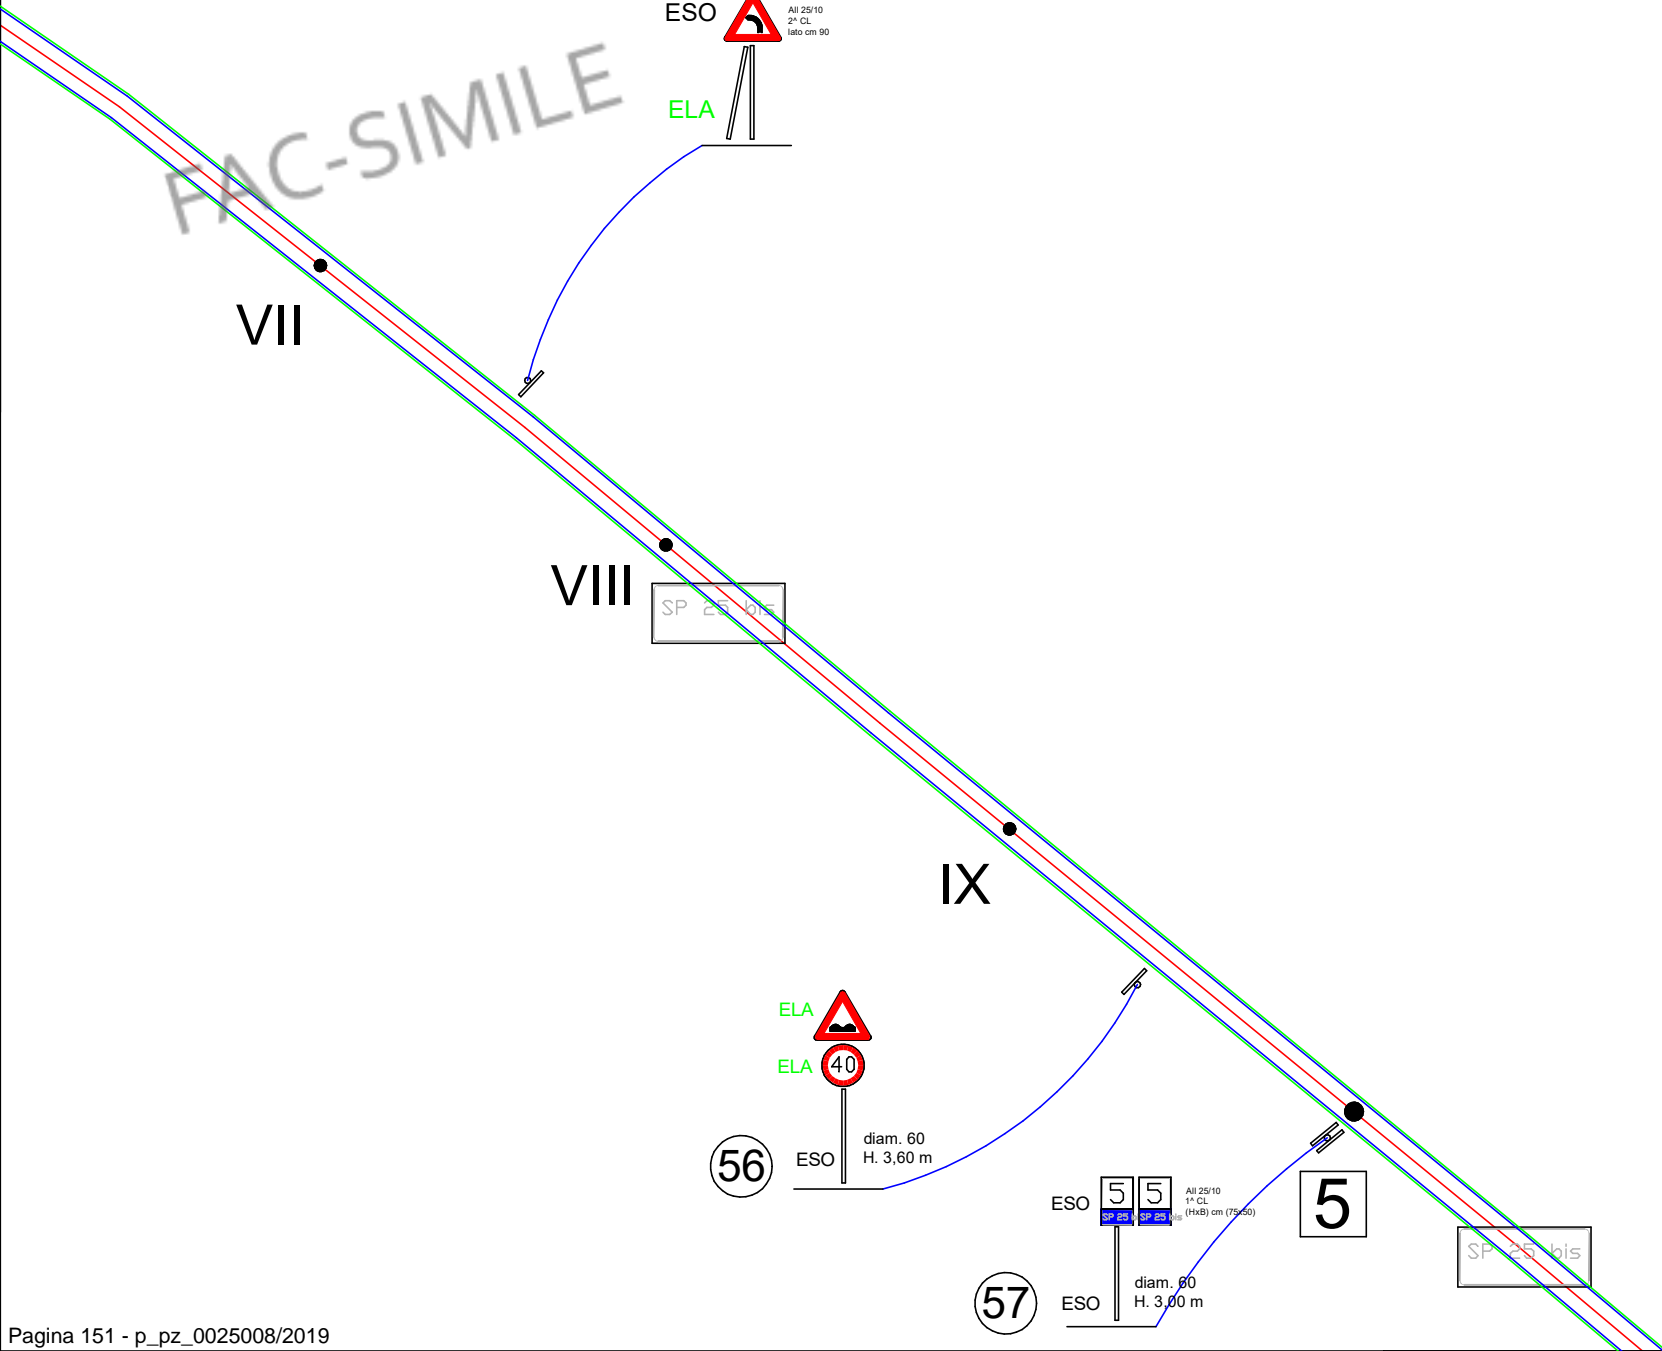 ESO
All 25/10
2^ CL
lato cm 90
FAC-SIMILE
ELA
VII
VIII
SP 25 bis
IX
ELA
ELA
40
56
ESO
diam. 60
H. 3,60 m
ESO
5 5
SP 25 SP 25 bis
All 25/10
1^ CL
(HxB) cm (75x50)
5
SP 25 bis
57
ESO
diam. 60
H. 3,00 m
Pagina 151 - p_pz_0025008/2019